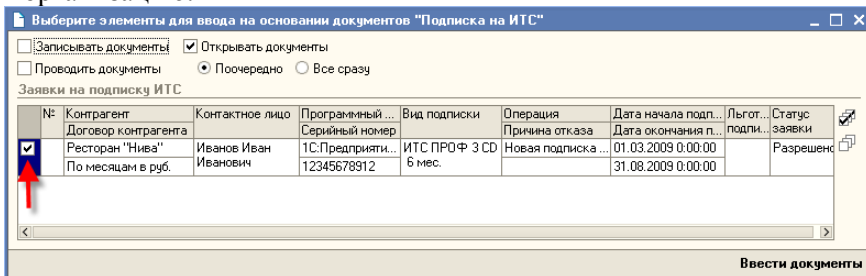 Выберите элементы для ввода на основании документов "Подписка на ИТС"
Записывать документы Открывать документы
Проводить документы Поочередно Все сразу
Заявки на подписку ИТС
№ Контрагент Контактное лицо Программный ... Вид подписки Операция Дата начала подп... Льгот... Статус
Договор контрагента Серийный номер Причина отказа Дата окончания п... подпи... заявки
Ресторан "Нива" Иванов Иван 1С:Предприяти... ИТС ПРОФ 3 CD Новая подписка ... 01.03.2009 0:00:00 Разрешено
По месяцам в руб. Иванович 12345678912 6 мес. 31.08.2009 0:00:00
Ввести документы